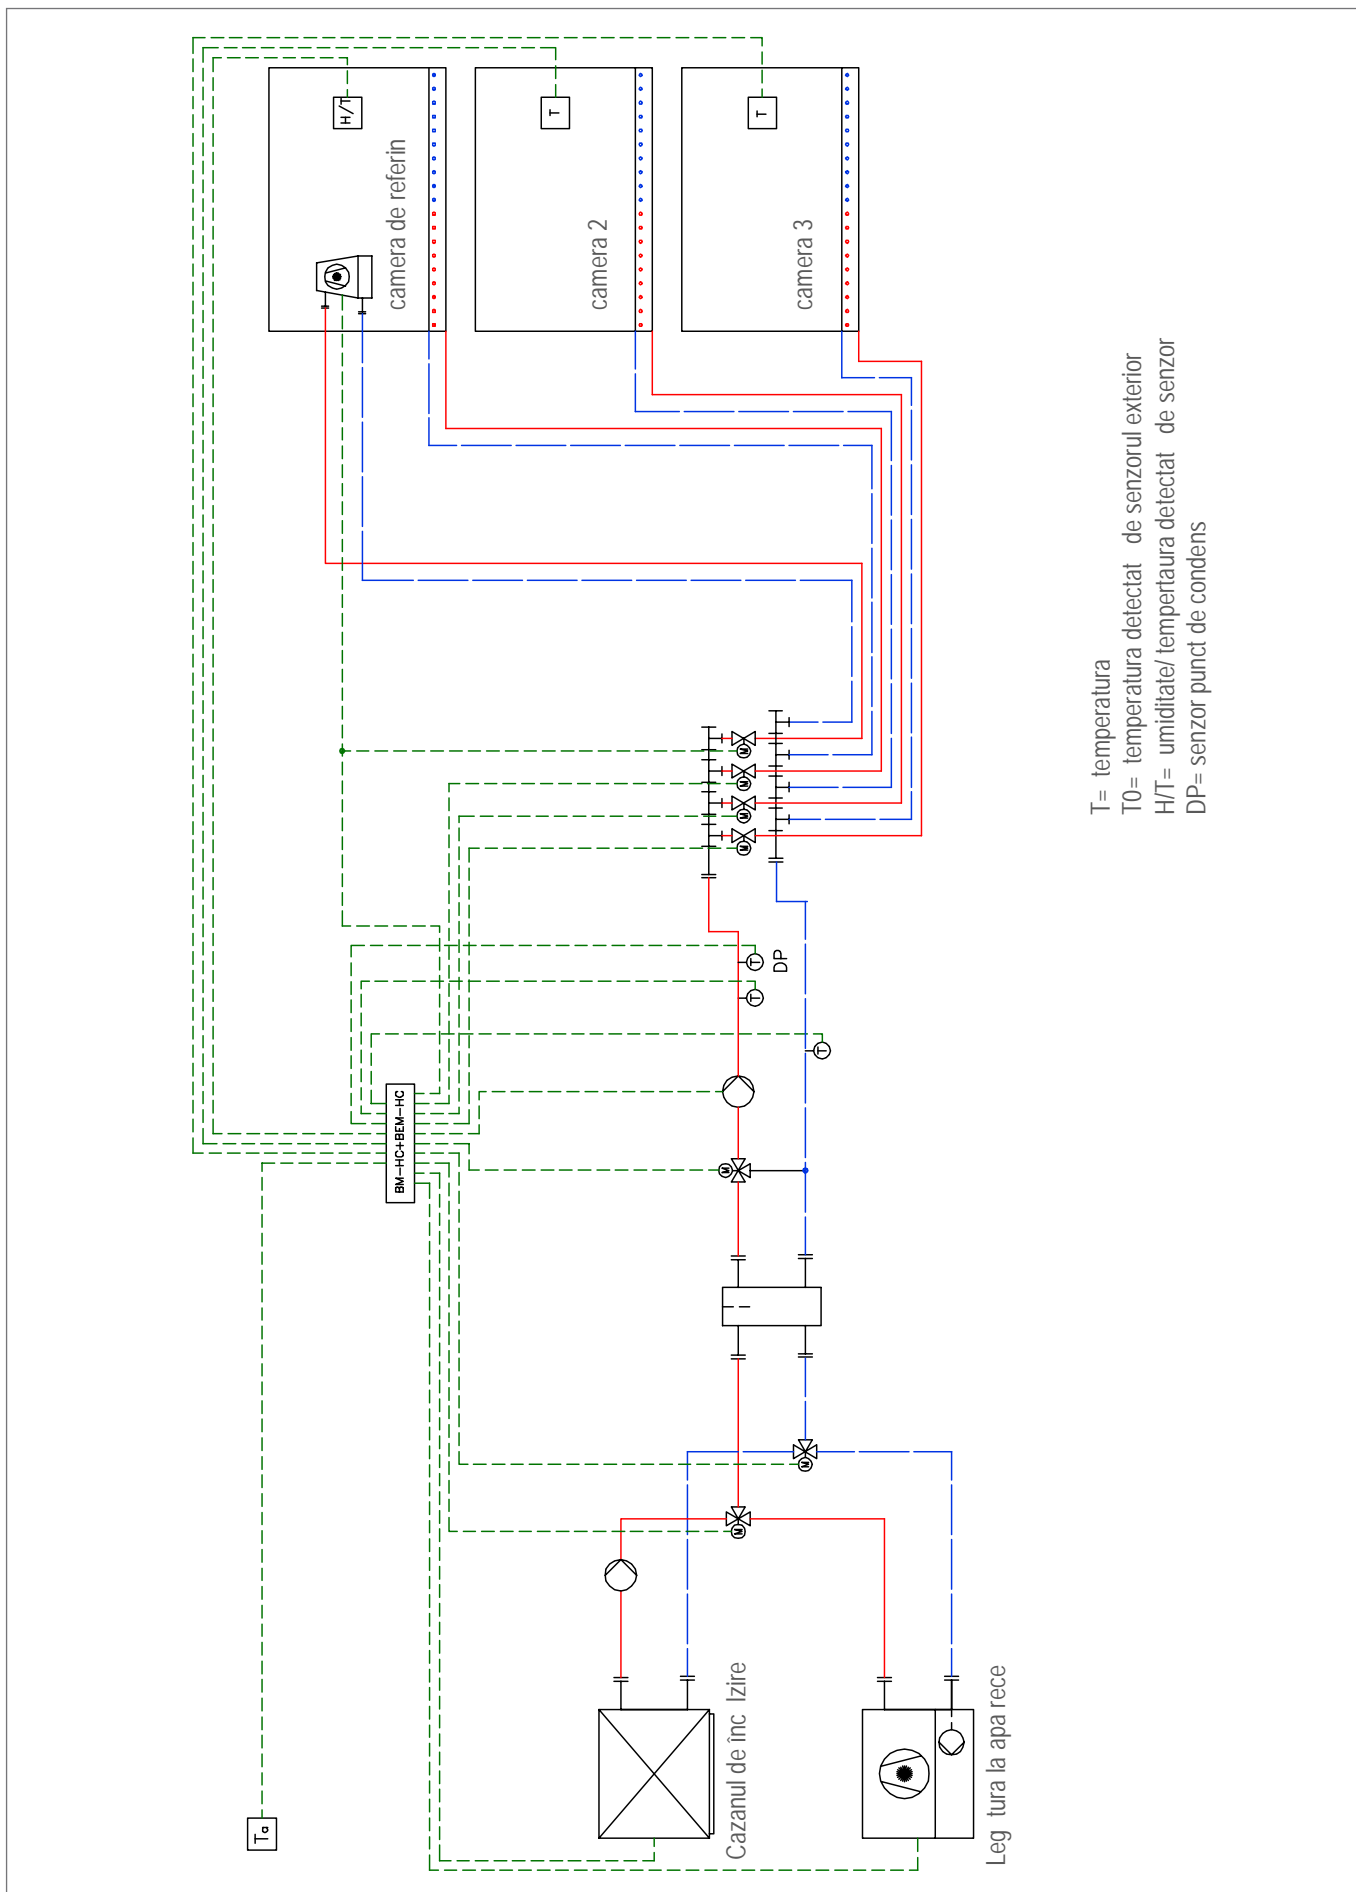 H/T
T
T
camera de referin
camera 2
camera 3
M
M
M
M
T
DP
T
T
BM-HC+BEM-HC
M
M
M
Ta
Cazanul de înc lzire
Leg tura la apa rece
T= temperatura
T0= temperatura detectat de senzorul exterior
H/T= umiditate/ tempertaura detectat de senzor
DP= senzor punct de condens